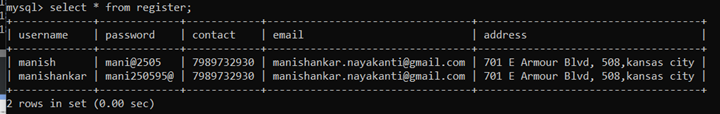 mysql> select * from register;
+-------------+-------------+------------+------------------------------+--------------------------------+
| username | password | contact | email | address |
+-------------+-------------+------------+------------------------------+--------------------------------+
| manish | mani@2505 | 7989732930 | manishankar.nayakanti@gmail.com | 701 E Armour Blvd, 508,kansas city |
| manishankar | mani250595@ | 7989732930 | manishankar.nayakanti@gmail.com | 701 E Armour Blvd, 508,kansas city |
+-------------+-------------+------------+------------------------------+--------------------------------+
2 rows in set (0.00 sec)